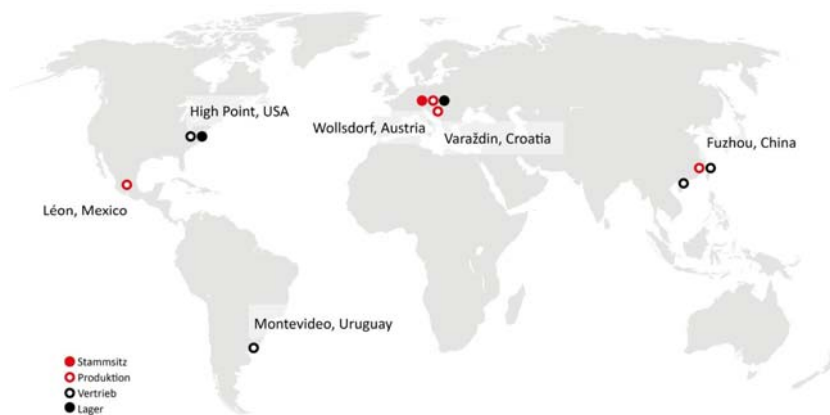 High Point, USA
Wollsdorf, Austria
Varaždin, Croatia
Fuzhou, China
Léon, Mexico
Montevideo, Uruguay
Stammsitz
Produktion
Vertrieb
Lager